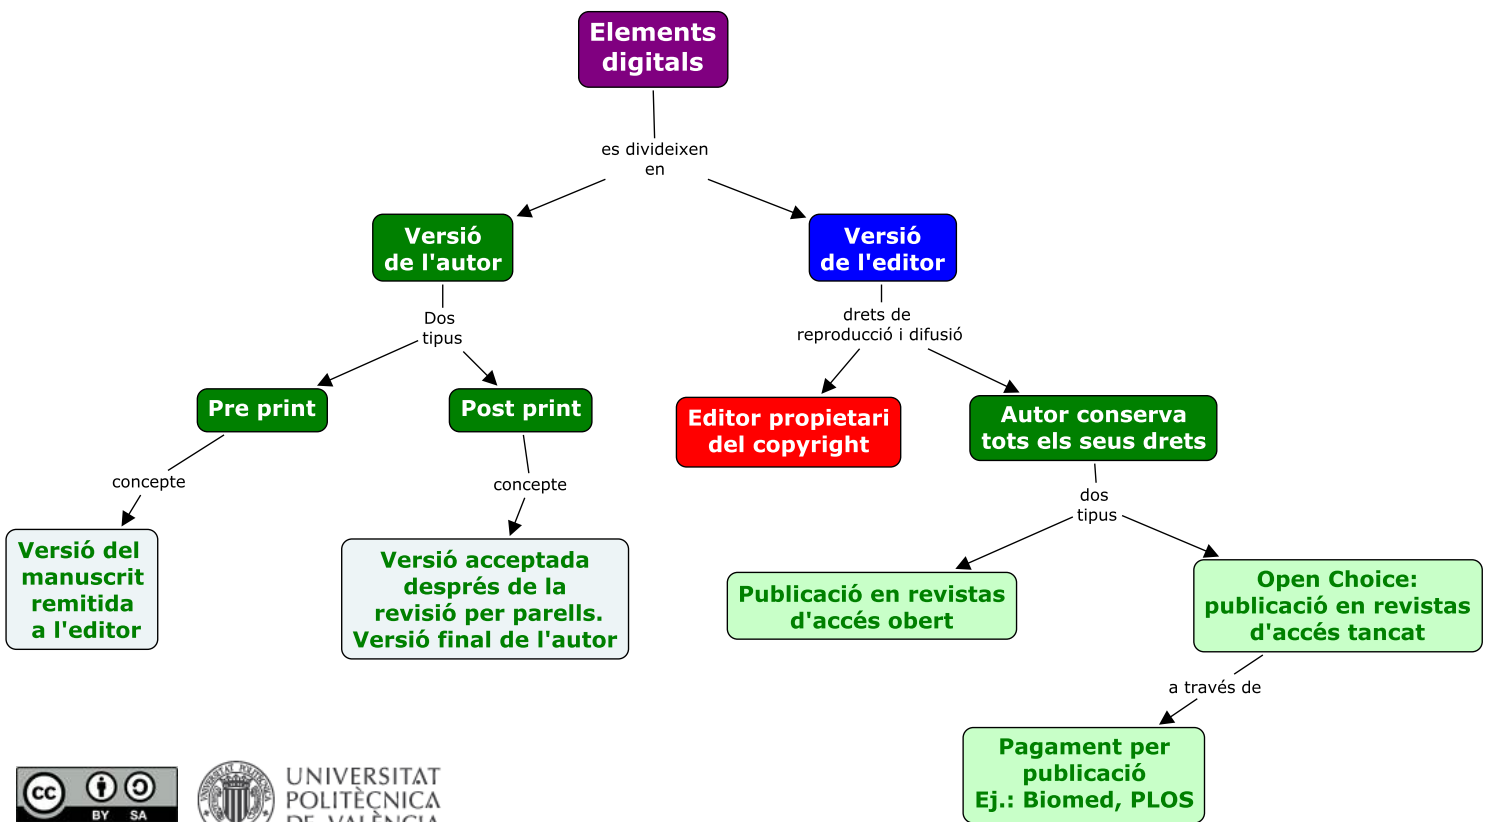 Elements
digitals
es divideixen
en
Versió
de l'autor
Versió
de l'editor
Dos
tipus
drets de
reproducció i difusió
Pre print
Post print
Editor propietari
del copyright
Autor conserva
tots els seus drets
concepte
concepte
dos
tipus
Versió del
manuscrit
remitida
a l'editor
Versió acceptada
després de la
revisió per parells.
Versió final de l'autor
Publicació en revistas
d'accés obert
Open Choice:
publicació en revistas
d'accés tancat
a través de
Pagament per
publicació
Ej.: Biomed, PLOS
cc
BY SA
UNIVERSITAT
POLITÈCNICA
DE VALÈNCIA